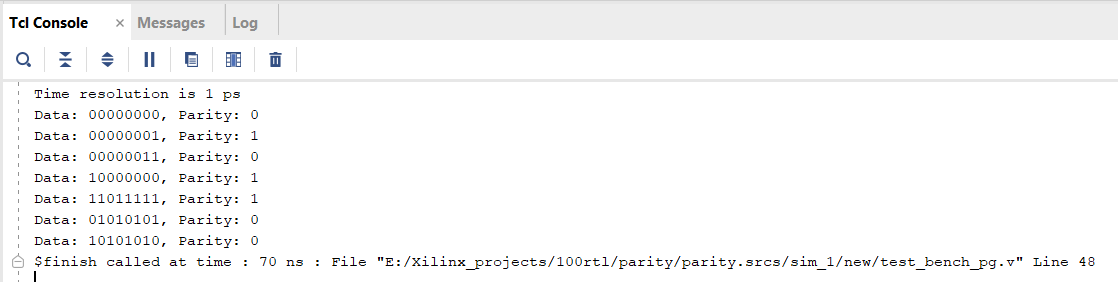 Tcl Console × Messages Log
Time resolution is 1 ps
Data: 00000000, Parity: 0
Data: 00000001, Parity: 1
Data: 00000011, Parity: 0
Data: 10000000, Parity: 1
Data: 11011111, Parity: 1
Data: 01010101, Parity: 0
Data: 10101010, Parity: 0
$finish called at time : 70 ns : File "E:/Xilinx_projects/100rtl/parity/parity.srcs/sim_1/new/test_bench_pg.v" Line 48